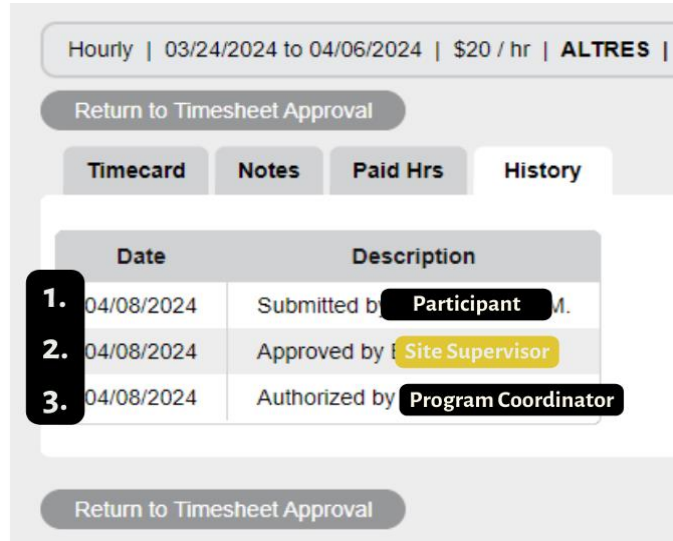 Hourly | 03/24/2024 to 04/06/2024 | $20 / hr | ALTRES |
Return to Timesheet Approval
Timecard Notes Paid Hrs History
Date Description
1. 04/08/2024 Submitted by Participant M.
2. 04/08/2024 Approved by Site Supervisor
3. 04/08/2024 Authorized by Program Coordinator
Return to Timesheet Approval